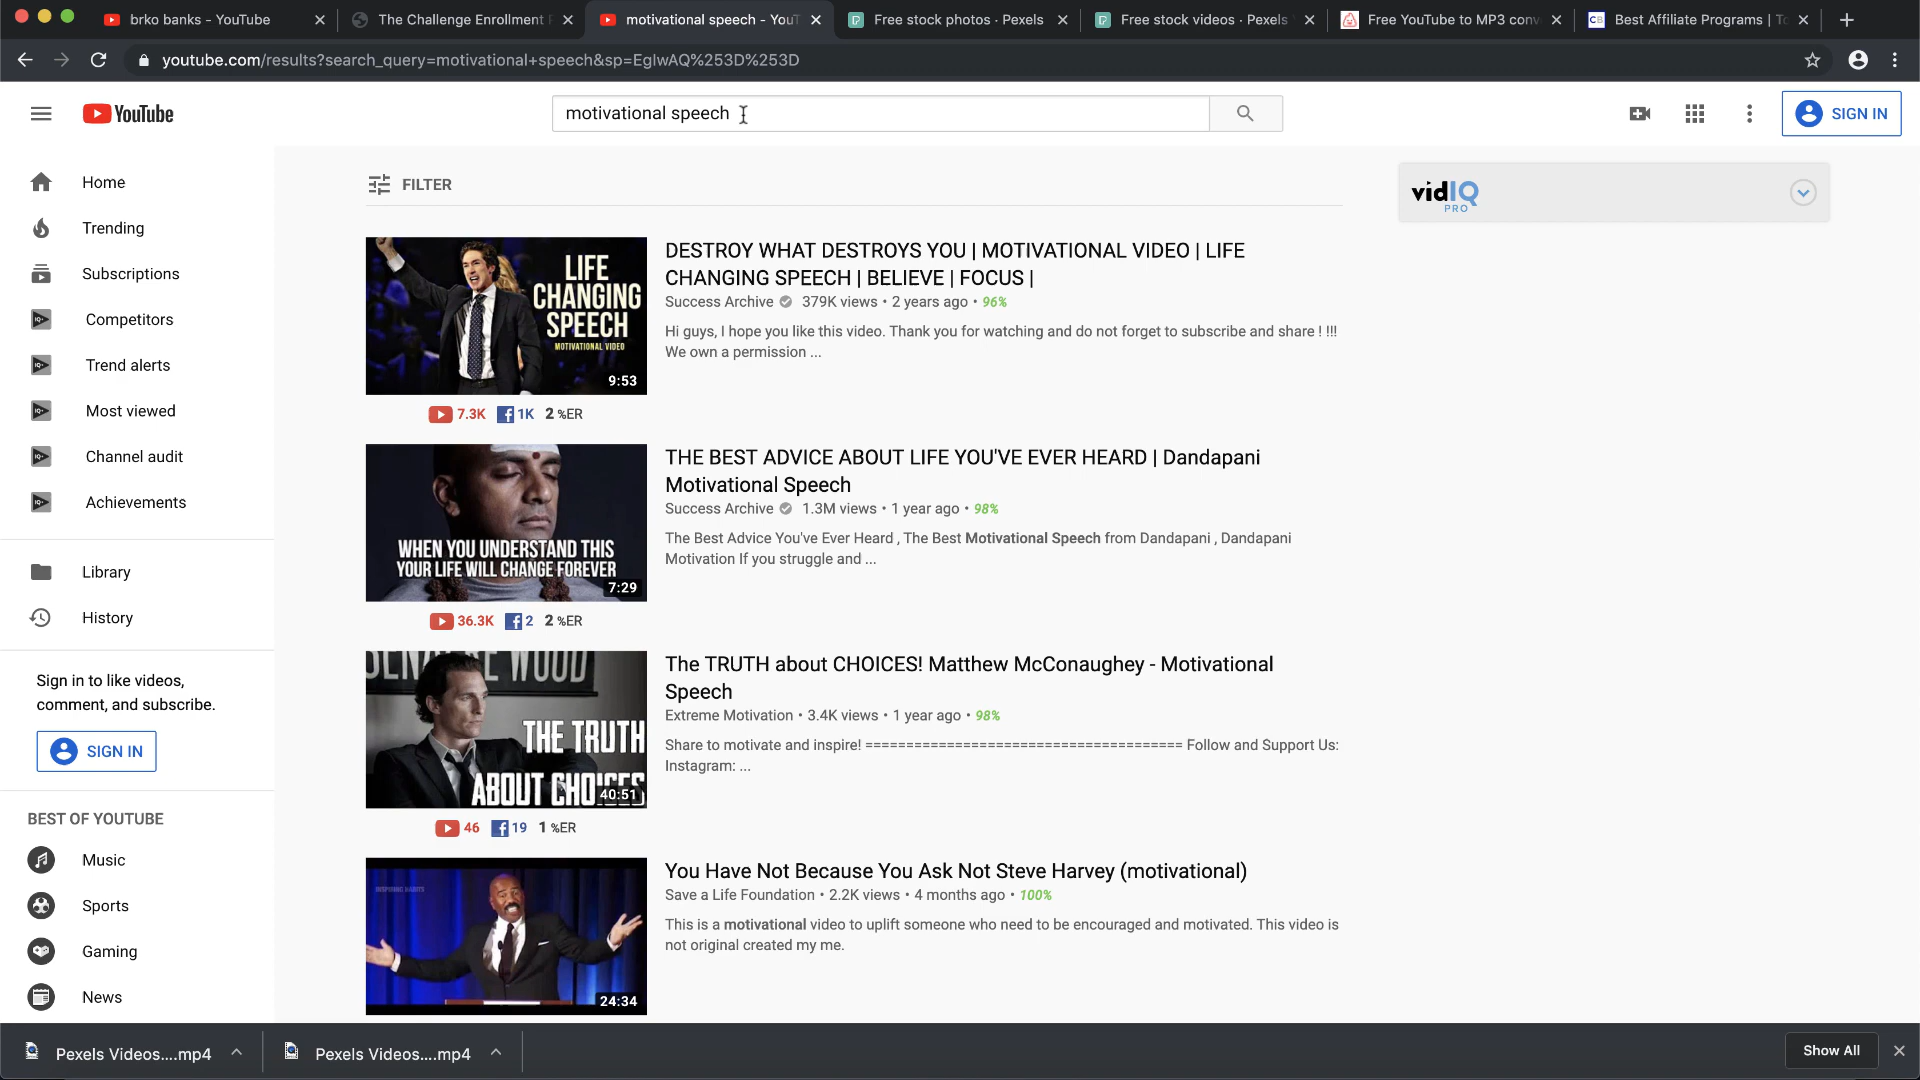 brko banks - YouTube
The Challenge Enrollment
motivational speech - YouT
Free stock photos · Pexels
Free stock videos · Pexels
Free YouTube to MP3 conv
CB Best Affiliate Programs | To
youtube.com/results?search_query=motivational+speech&sp=EgIwAQ%253D%253D
YouTube
motivational speech
SIGN IN
Home
Trending
Subscriptions
Competitors
Trend alerts
Most viewed
Channel audit
Achievements
Library
History
Sign in to like videos,
comment, and subscribe.
SIGN IN
BEST OF YOUTUBE
Music
Sports
Gaming
News
FILTER
LIFE
CHANGING
SPEECH
MOTIVATIONAL VIDEO
9:53
DESTROY WHAT DESTROYS YOU | MOTIVATIONAL VIDEO | LIFE
CHANGING SPEECH | BELIEVE | FOCUS |
Success Archive 379K views • 2 years ago • 96%
Hi guys, I hope you like this video. Thank you for watching and do not forget to subscribe and share ! !!!
We own a permission ...
7.3K 1K 2 %ER
WHEN YOU UNDERSTAND THIS
YOUR LIFE WILL CHANGE FOREVER
7:29
THE BEST ADVICE ABOUT LIFE YOU'VE EVER HEARD | Dandapani
Motivational Speech
Success Archive 1.3M views • 1 year ago • 98%
The Best Advice You've Ever Heard , The Best Motivational Speech from Dandapani , Dandapani
Motivation If you struggle and ...
36.3K 2 2 %ER
THE TRUTH
ABOUT CHOICES
40:51
The TRUTH about CHOICES! Matthew McConaughey - Motivational
Speech
Extreme Motivation • 3.4K views • 1 year ago • 98%
Share to motivate and inspire! ======================================= Follow and Support Us:
Instagram: ...
46 19 1 %ER
INSPIRING HABITS
24:34
You Have Not Because You Ask Not Steve Harvey (motivational)
Save a Life Foundation • 2.2K views • 4 months ago • 100%
This is a motivational video to uplift someone who need to be encouraged and motivated. This video is
not original created my me.
vidIQ
PRO
Pexels Videos....mp4
Pexels Videos....mp4
Show All